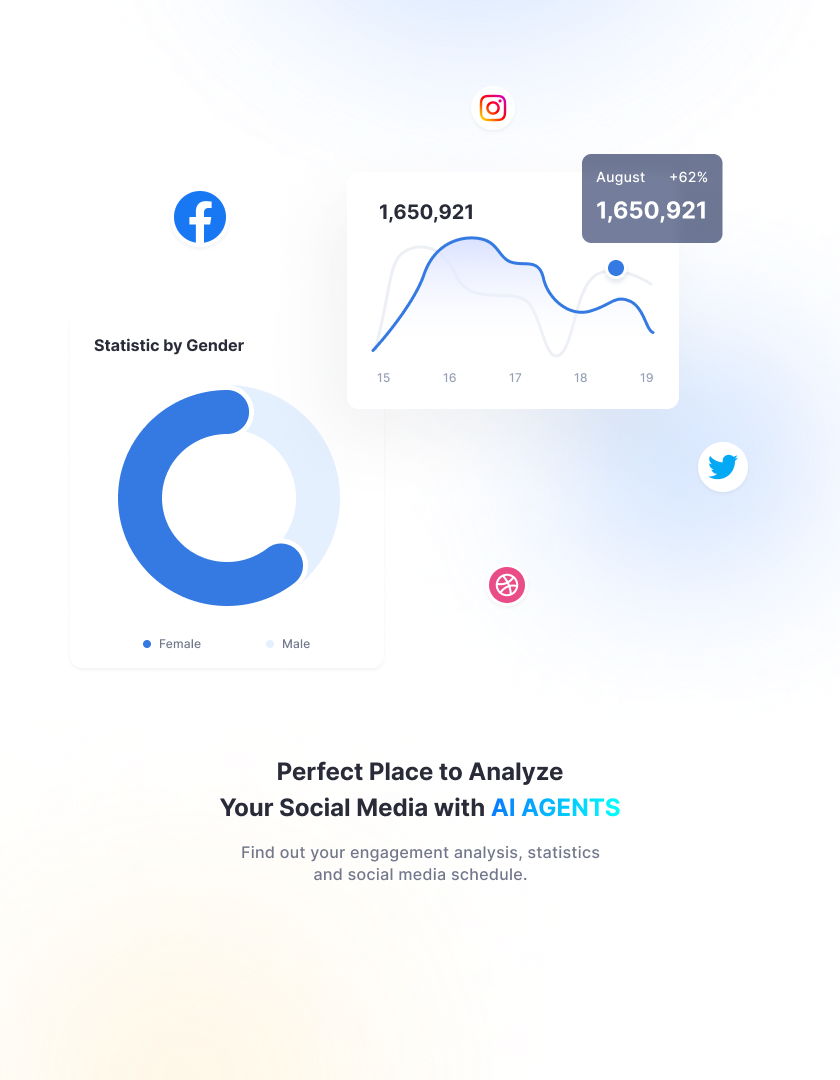 August +62%
1,650,921
1,650,921
15 16 17 18 19
Statistic by Gender
Female Male
Perfect Place to Analyze
Your Social Media with AI AGENTS
Find out your engagement analysis, statistics
and social media schedule.